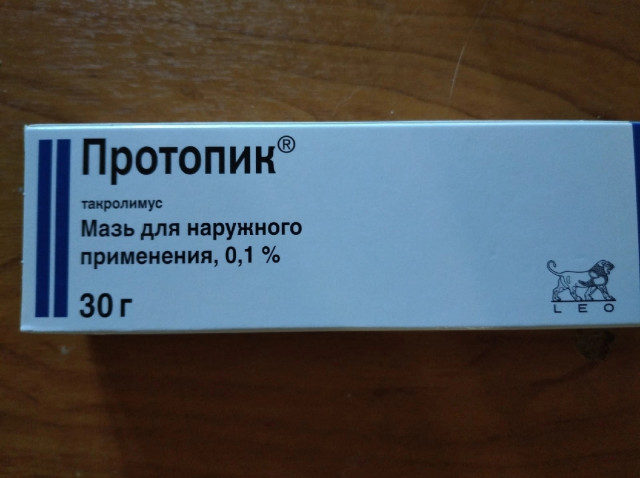 Протопик®
такролимус
Мазь для наружного
применения, 0,1 %
30 г
LEO